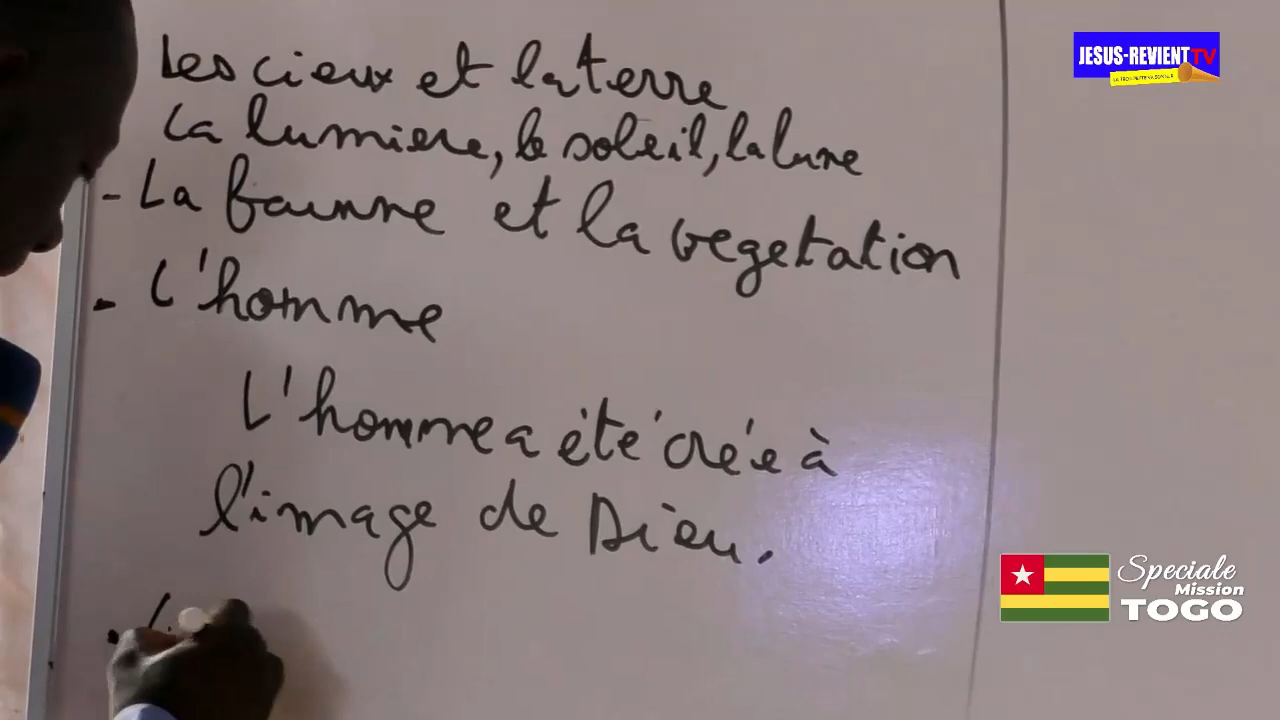 Les cieux et la terre
La lumiere, le soleil, la lune
- La faunne et la vegetation
- L'homme
L'homme a été créé à
l'image de Dieu.
JESUS-REVIENT TV
Speciale
Mission
TOGO